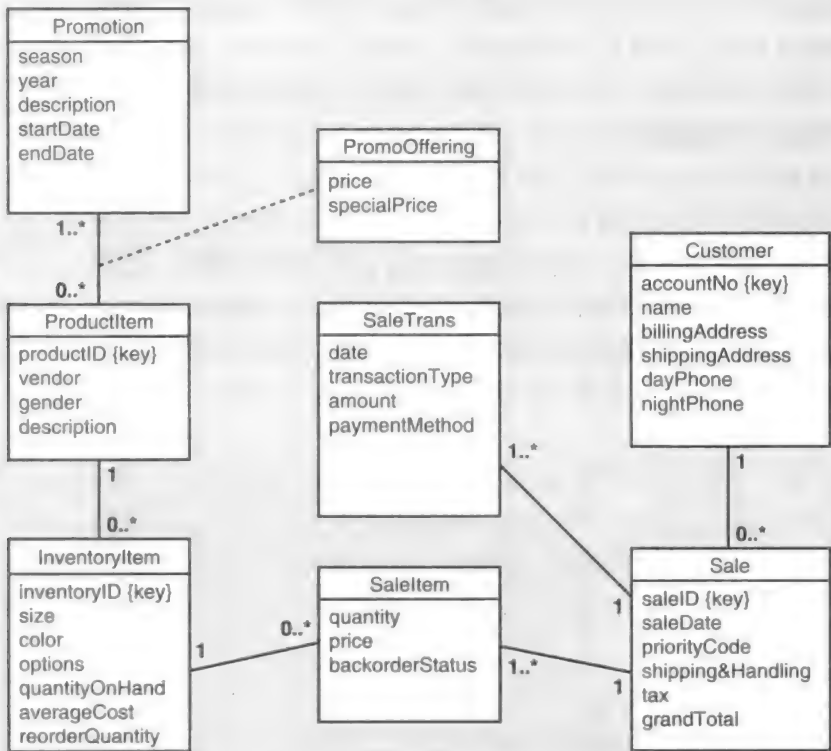 Promotion
season
year
description
startDate
endDate
1..*
0..*
PromoOffering
price
specialPrice
ProductItem
productID {key}
vendor
gender
description
1
0..*
SaleTrans
date
transactionType
amount
paymentMethod
1..*
1
Customer
accountNo {key}
name
billingAddress
shippingAddress
dayPhone
nightPhone
1
0..*
InventoryItem
inventoryID {key}
size
color
options
quantityOnHand
averageCost
reorderQuantity
1
0..*
SaleItem
quantity
price
backorderStatus
1..*
1
Sale
saleID {key}
saleDate
priorityCode
shipping&Handling
tax
grandTotal